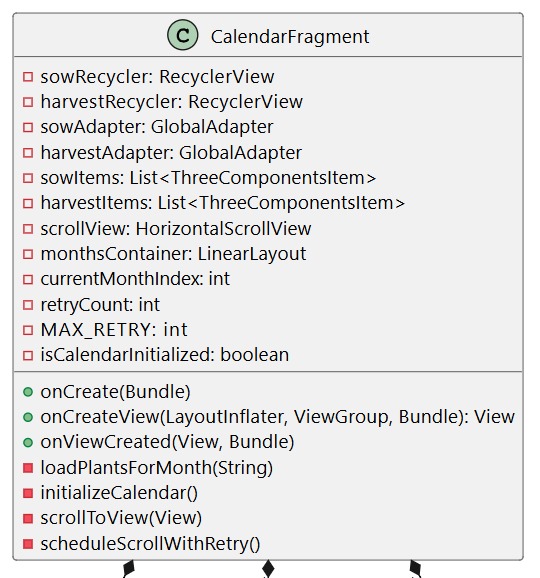 C CalendarFragment
sowRecycler: RecyclerView
harvestRecycler: RecyclerView
sowAdapter: GlobalAdapter
harvestAdapter: GlobalAdapter
sowItems: List<ThreeComponentsItem>
harvestItems: List<ThreeComponentsItem>
scrollView: HorizontalScrollView
monthsContainer: LinearLayout
currentMonthIndex: int
retryCount: int
MAX_RETRY: int
isCalendarInitialized: boolean
onCreate(Bundle)
onCreateView(LayoutInflater, ViewGroup, Bundle): View
onViewCreated(View, Bundle)
loadPlantsForMonth(String)
initializeCalendar()
scrollToView(View)
scheduleScrollWithRetry()